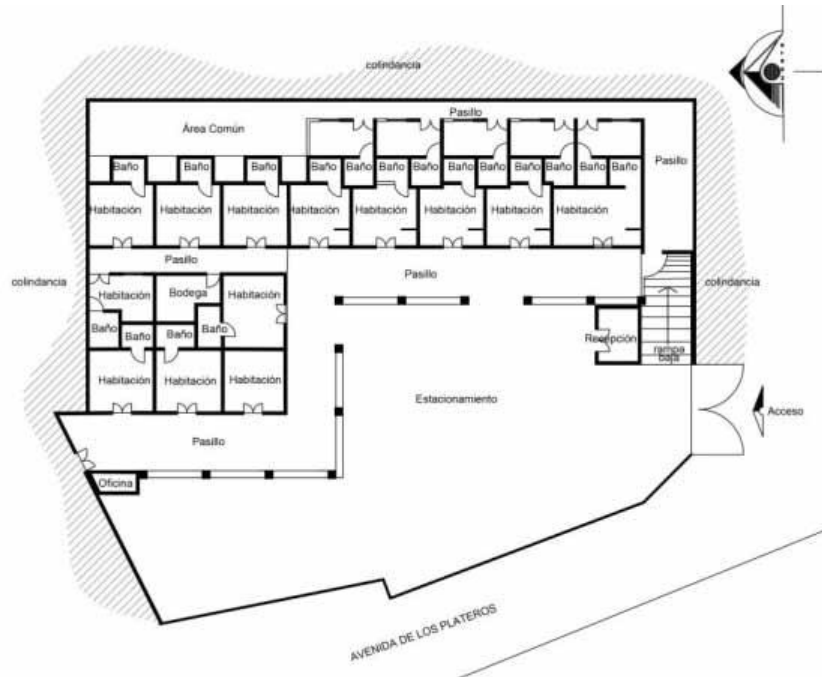 colindancia
Pasillo
Área Común
Pasillo
Baño Baño Baño Baño Baño Baño Baño Baño Baño Baño Baño Baño
Habitación Habitación Habitación Habitación Habitación Habitación Habitación Habitación
Pasillo
Pasillo
colindancia
colindancia
Habitación Bodega Habitación
Baño Baño Baño Baño
Recepción
rampa
baja
Habitación Habitación Habitación
Estacionamiento
Acceso
Pasillo
Oficina
AVENIDA DE LOS PLATEROS